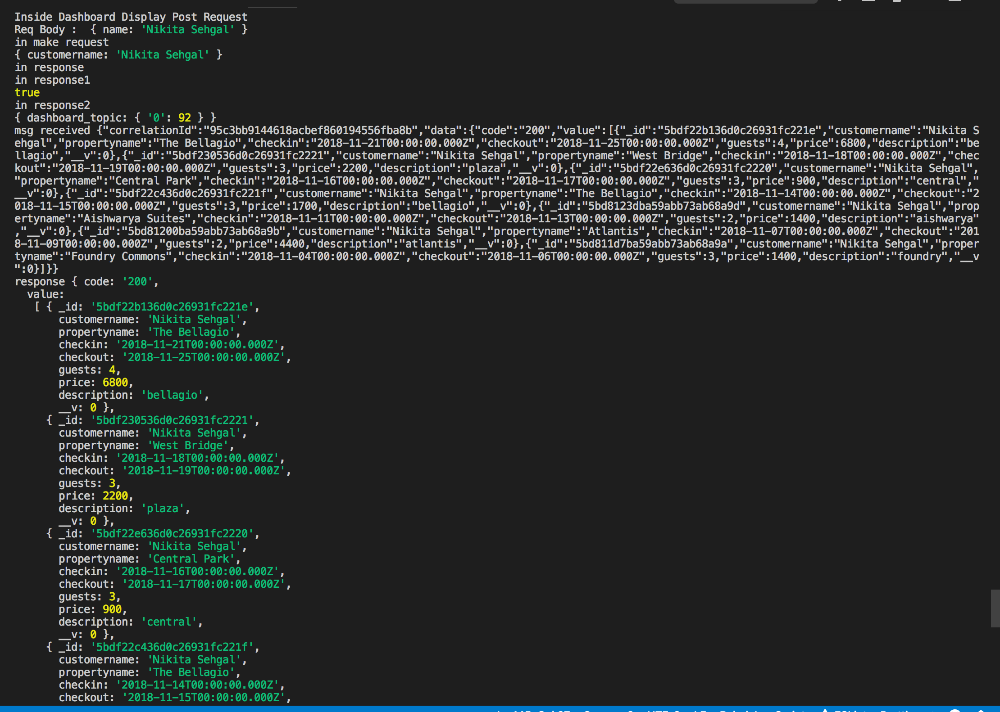 Inside Dashboard Display Post Request
Req Body :  { name: 'Nikita Sehgal' }
in make request
{ customername: 'Nikita Sehgal' }
in response
in response1
true
in response2
{ dashboard_topic: { '0': 92 } }
msg received {"correlationId":"95c3bb9144618acbef860194556fba8b","data":{"code":"200","value":[{"_id":"5bdf22b136d0c26931fc221e","customername":"Nikita S
ehgal","propertyname":"The Bellagio","checkin":"2018-11-21T00:00:00.000Z","checkout":"2018-11-25T00:00:00.000Z","guests":4,"price":6800,"description":"be
llagio","__v":0},{"_id":"5bdf230536d0c26931fc2221","customername":"Nikita Sehgal","propertyname":"West Bridge","checkin":"2018-11-18T00:00:00.000Z","chec
kout":"2018-11-19T00:00:00.000Z","guests":3,"price":2200,"description":"plaza","__v":0},{"_id":"5bdf22e636d0c26931fc2220","customername":"Nikita Sehgal",
"propertyname":"Central Park","checkin":"2018-11-16T00:00:00.000Z","checkout":"2018-11-17T00:00:00.000Z","guests":3,"price":900,"description":"central","
__v":0},{"_id":"5bdf22c436d0c26931fc221f","customername":"Nikita Sehgal","propertyname":"The Bellagio","checkin":"2018-11-14T00:00:00.000Z","checkout":"2
018-11-15T00:00:00.000Z","guests":3,"price":1700,"description":"bellagio","__v":0},{"_id":"5bd8123dba59abb73ab68a9d","customername":"Nikita Sehgal","prop
ertyname":"Aishwarya Suites","checkin":"2018-11-11T00:00:00.000Z","checkout":"2018-11-13T00:00:00.000Z","guests":2,"price":1400,"description":"aishwarya"
,"__v":0},{"_id":"5bd81200ba59abb73ab68a9b","customername":"Nikita Sehgal","propertyname":"Atlantis","checkin":"2018-11-07T00:00:00.000Z","checkout":"201
8-11-09T00:00:00.000Z","guests":2,"price":4400,"description":"atlantis","__v":0},{"_id":"5bd811d7ba59abb73ab68a9a","customername":"Nikita Sehgal","proper
tyname":"Foundry Commons","checkin":"2018-11-04T00:00:00.000Z","checkout":"2018-11-06T00:00:00.000Z","guests":3,"price":1400,"description":"foundry","__v
":0}]}}
response { code: '200',
  value:
   [ { _id: '5bdf22b136d0c26931fc221e',
       customername: 'Nikita Sehgal',
       propertyname: 'The Bellagio',
       checkin: '2018-11-21T00:00:00.000Z',
       checkout: '2018-11-25T00:00:00.000Z',
       guests: 4,
       price: 6800,
       description: 'bellagio',
       __v: 0 },
     { _id: '5bdf230536d0c26931fc2221',
       customername: 'Nikita Sehgal',
       propertyname: 'West Bridge',
       checkin: '2018-11-18T00:00:00.000Z',
       checkout: '2018-11-19T00:00:00.000Z',
       guests: 3,
       price: 2200,
       description: 'plaza',
       __v: 0 },
     { _id: '5bdf22e636d0c26931fc2220',
       customername: 'Nikita Sehgal',
       propertyname: 'Central Park',
       checkin: '2018-11-16T00:00:00.000Z',
       checkout: '2018-11-17T00:00:00.000Z',
       guests: 3,
       price: 900,
       description: 'central',
       __v: 0 },
     { _id: '5bdf22c436d0c26931fc221f',
       customername: 'Nikita Sehgal',
       propertyname: 'The Bellagio',
       checkin: '2018-11-14T00:00:00.000Z',
       checkout: '2018-11-15T00:00:00.000Z',